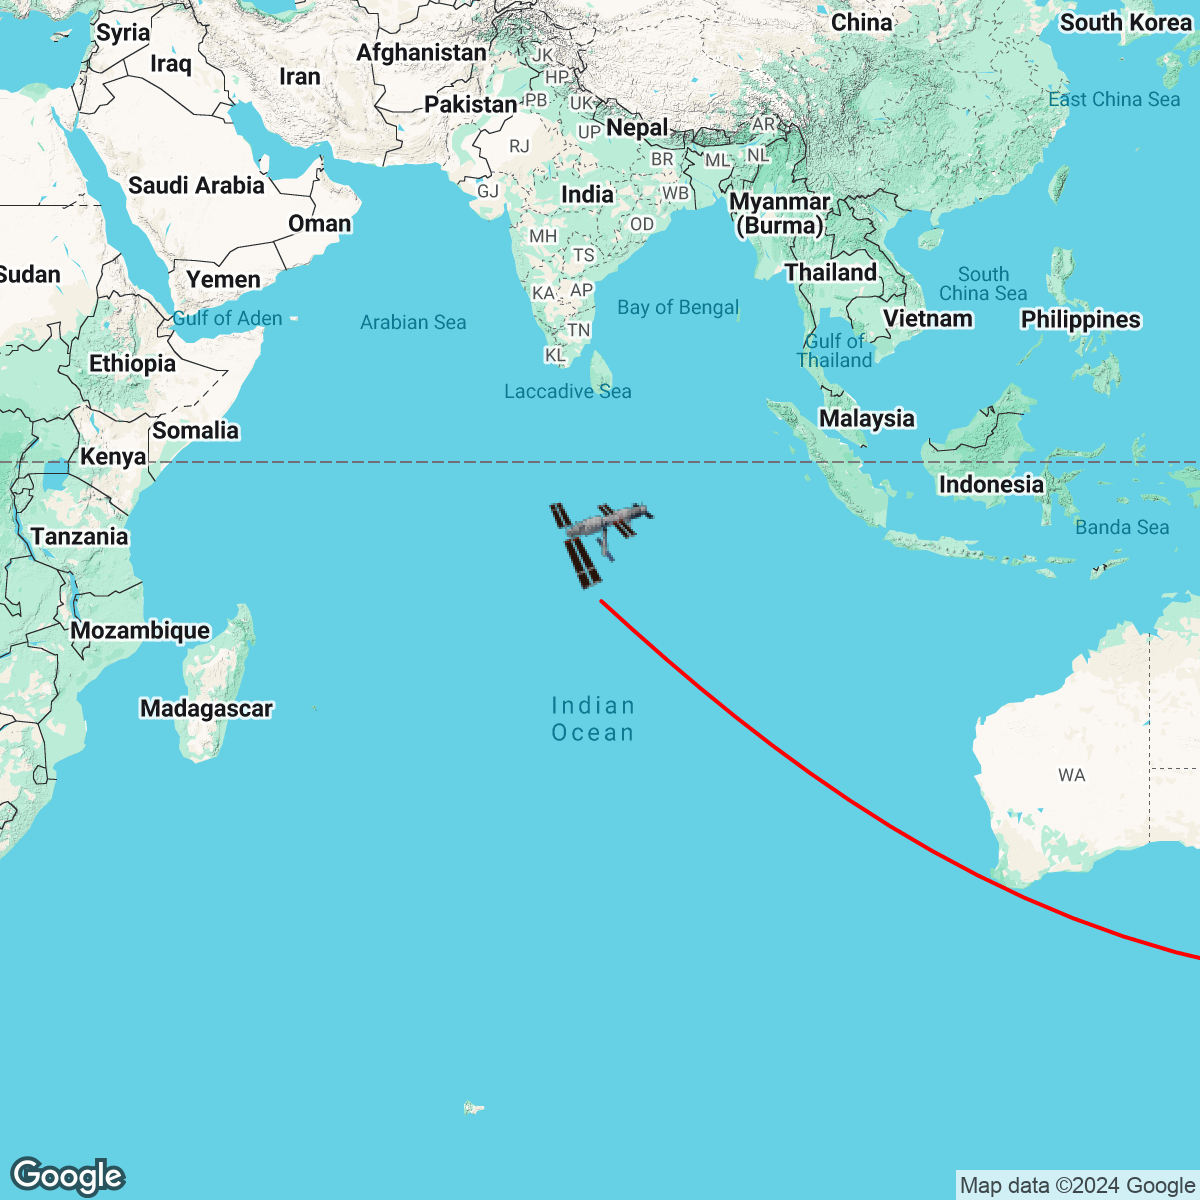 Syria
China
South Korea
Afghanistan
JK
Iraq
Iran
HP
Pakistan
PB
UK
East China Sea
UP
Nepal
AR
RJ
BR
ML
NL
Saudi Arabia
GJ
India
WB
Myanmar
(Burma)
Oman
OD
MH
TS
Sudan
Yemen
Thailand
South
China Sea
KA
AP
Bay of Bengal
Gulf of Aden
Arabian Sea
Vietnam
Philippines
TN
Gulf of
Thailand
KL
Ethiopia
Laccadive Sea
Malaysia
Somalia
Kenya
Indonesia
Banda Sea
Tanzania
Mozambique
Madagascar
Indian
Ocean
WA
Google
Map data ©2024 Google